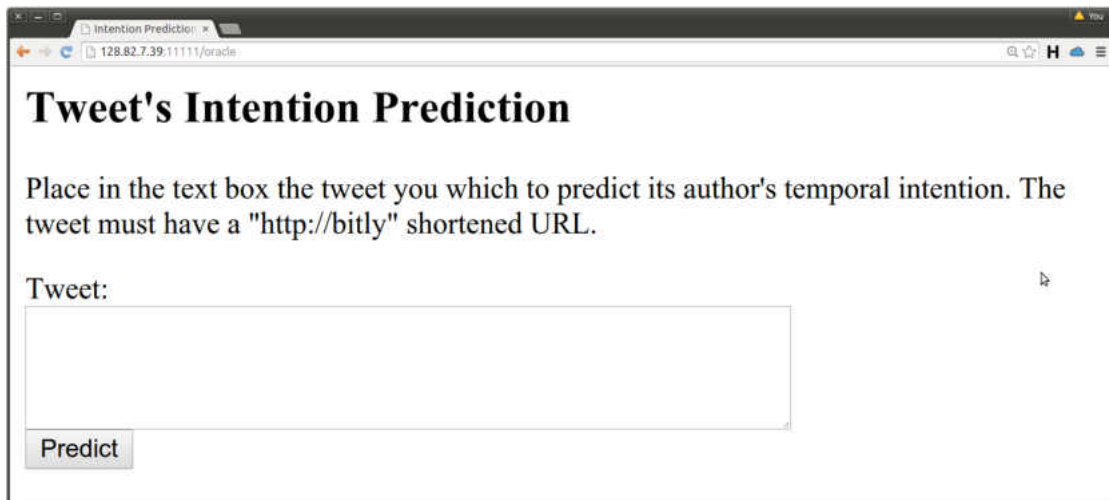 Intention Prediction
You
128.82.7.39:11111/oracle
H
Tweet's Intention Prediction
Place in the text box the tweet you which to predict its author's temporal intention. The
tweet must have a "http://bitly" shortened URL.
Tweet:
Predict